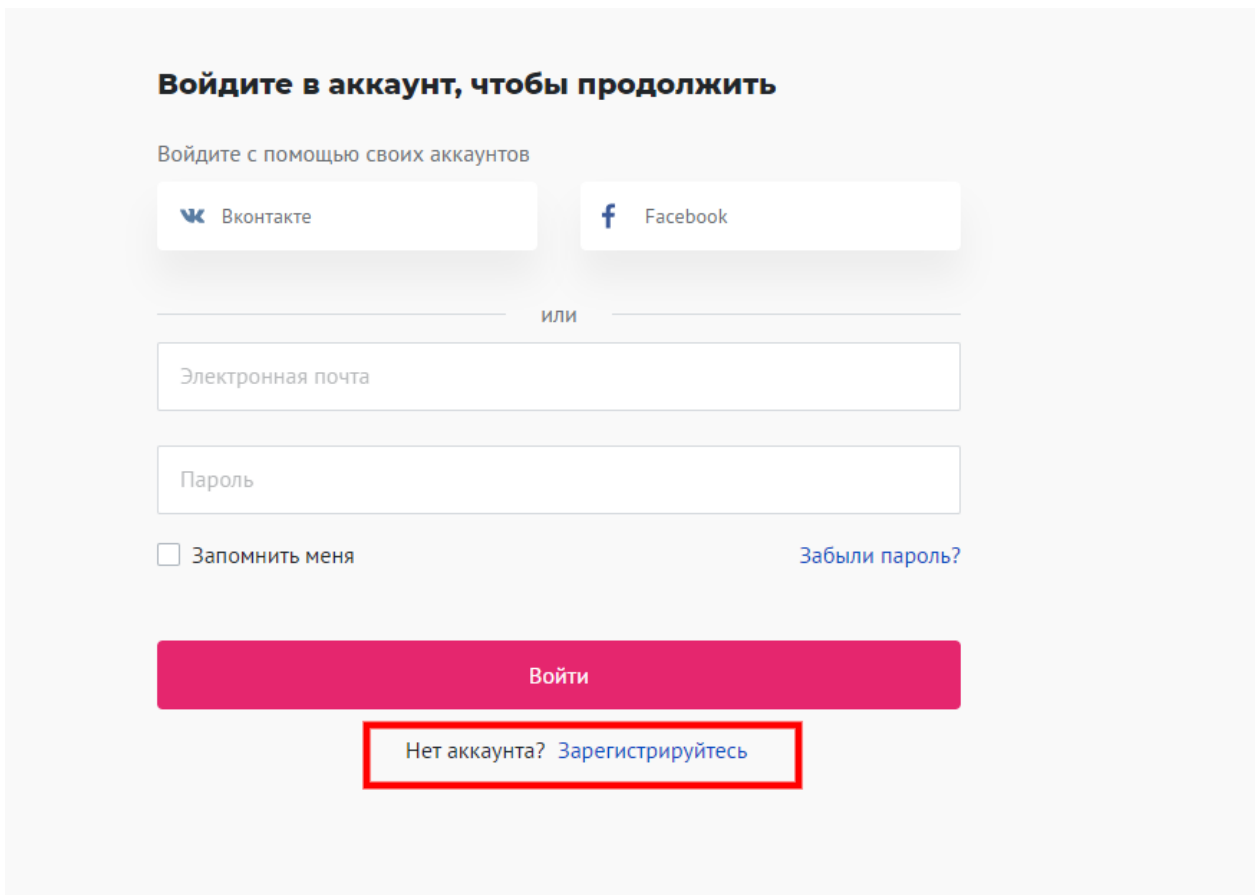 Войдите в аккаунт, чтобы продолжить
Войдите с помощью своих аккаунтов
Вконтакте
Facebook
или
Электронная почта
Пароль
Запомнить меня
Забыли пароль?
Войти
Нет аккаунта? Зарегистрируйтесь